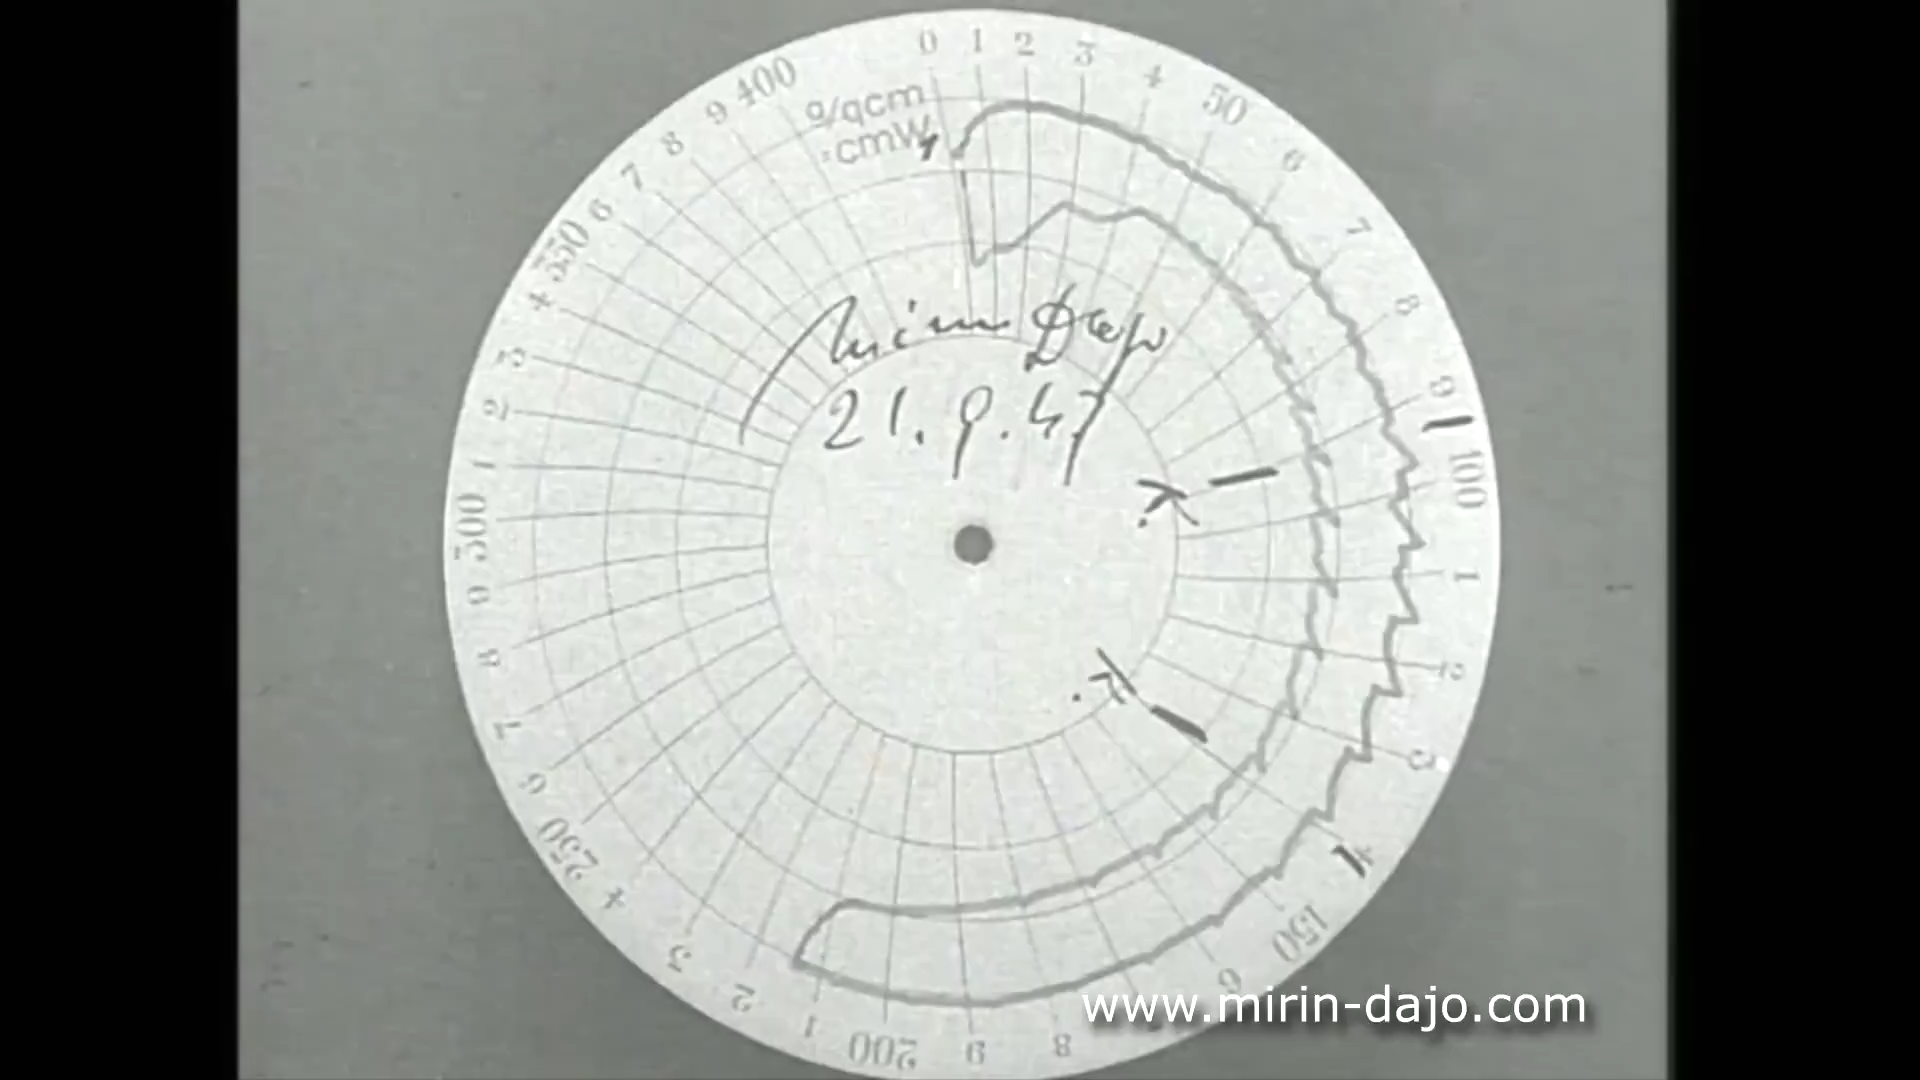 0 1 2 3 4 50 6 7 8 9 100 1 2 3 4 150 6 8 9 200 1 2 3 4 250 6 7 8 9 300 1 2 3 4 350 6 7 8 9 400
g/qcm
=cmW
Mirin Dajo
21.9.47
www.mirin-dajo.com